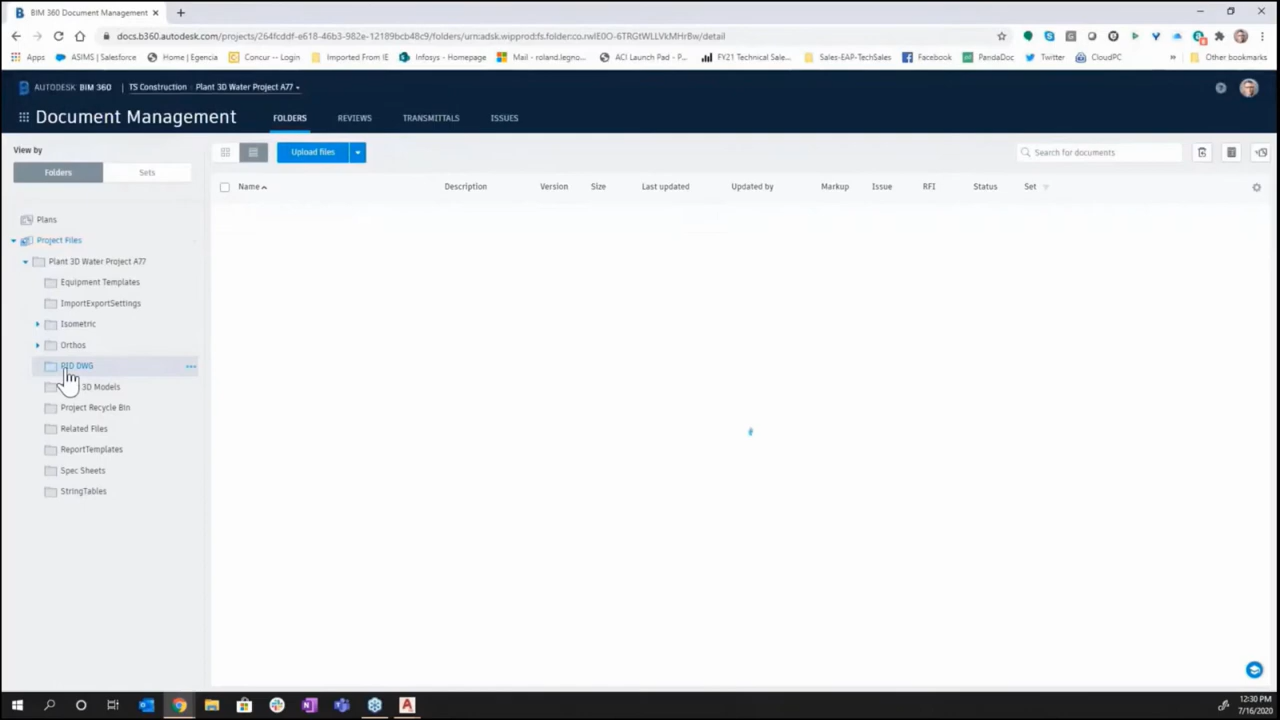 BIM 360 Document Management
docs.b360.autodesk.com/projects/264fcddf-e618-46b3-982e-12189bcb48c9/folders/urn:adsk.wipprod:fs.folder:co.rwIE0O-6TRGtWLLVkMHrBw/detail
Apps ASIMS | Salesforce Home | Egencia Concur -- Login Imported From IE Infosys - Homepage Mail - roland.legno... ACI Launch Pad - P... FY21 Technical Sale... Sales-EAP-TechSales Facebook PandaDoc Twitter CloudPC » Other bookmarks
AUTODESK BIM 360 TS Construction Plant 3D Water Project A77
Document Management FOLDERS REVIEWS TRANSMITTALS ISSUES
View by
Folders Sets Upload files Search for documents
Name Description Version Size Last updated Updated by Markup Issue RFI Status Set
Plans
Project Files
Plant 3D Water Project A77
Equipment Templates
ImportExportSettings
Isometric
Orthos
PID DWG
3D Models
Project Recycle Bin
Related Files
ReportTemplates
Spec Sheets
StringTables
12:30 PM
7/16/2020